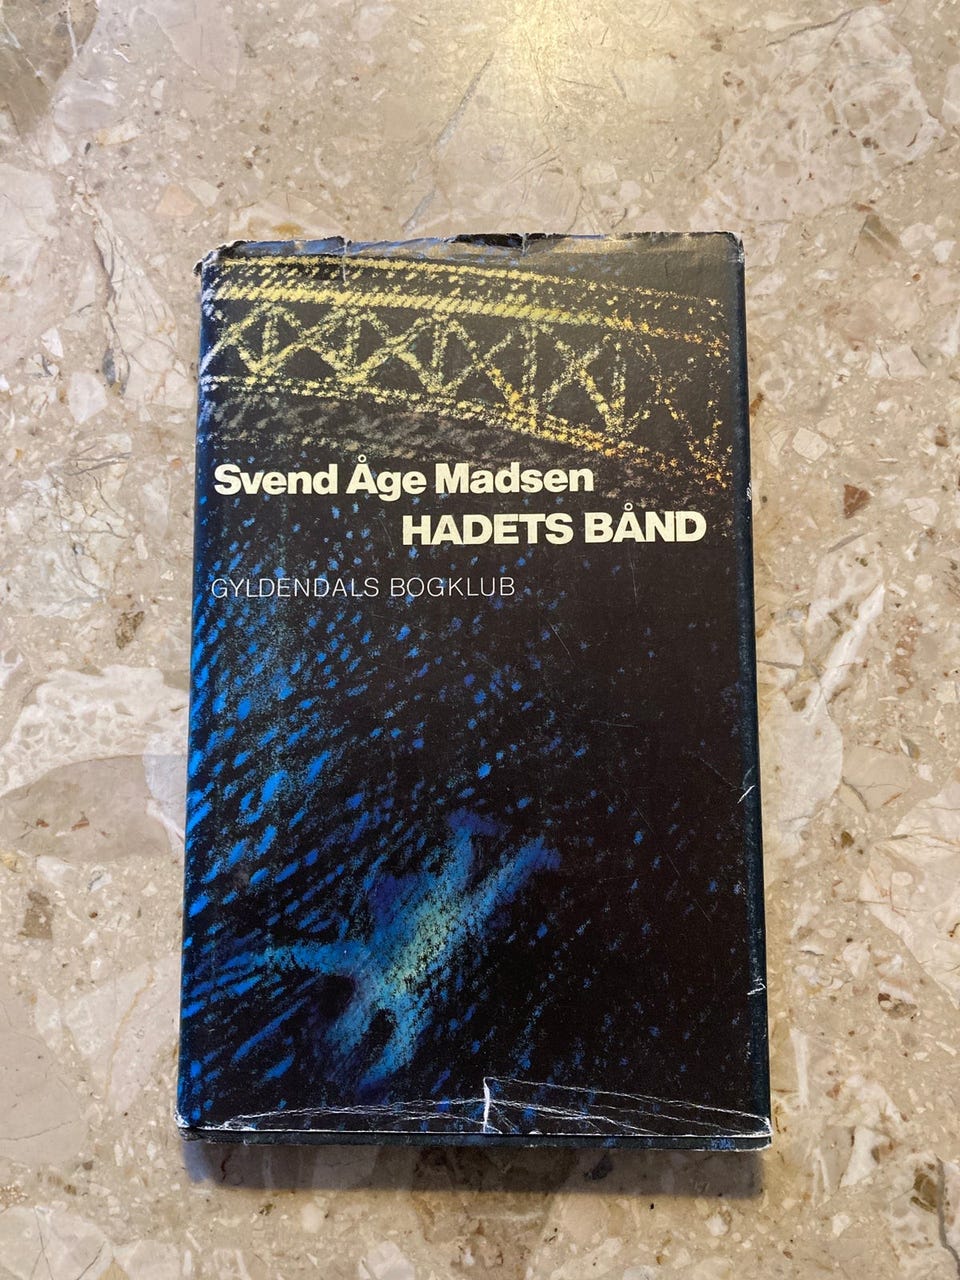 Svend Åge Madsen
HADETS BÅND
GYLDENDALS BOGKLUB